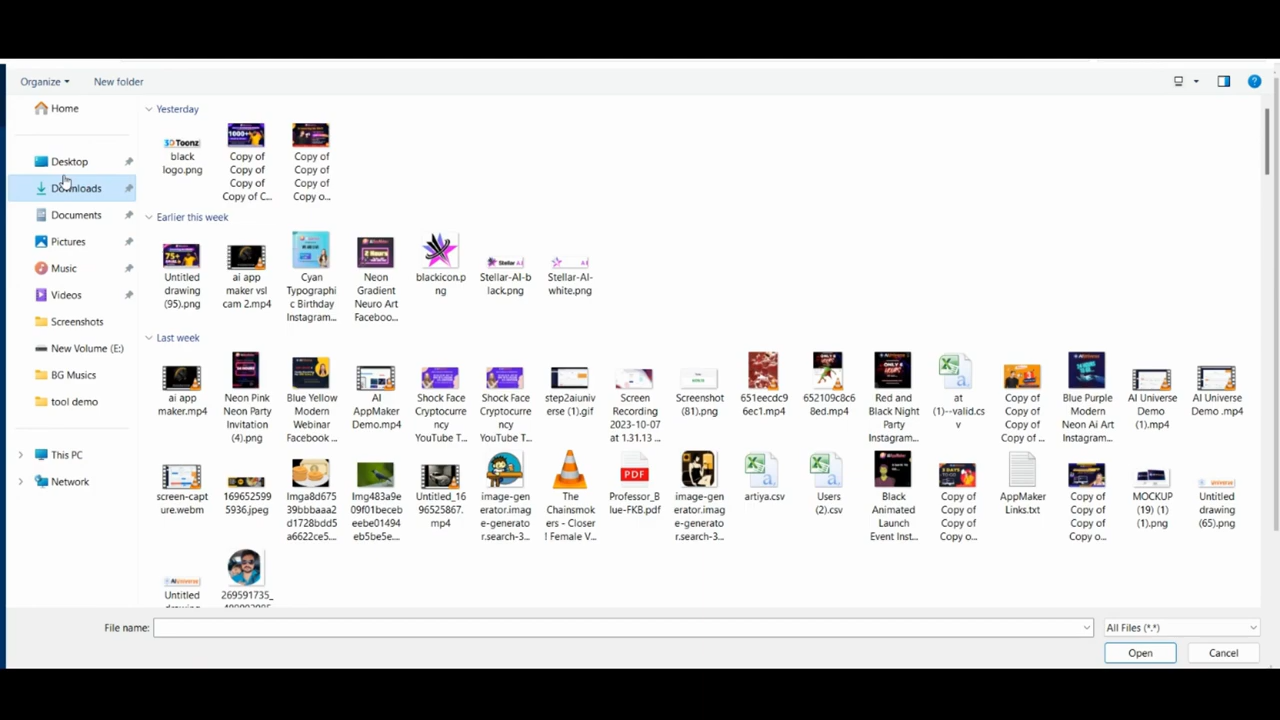 Organize
New folder
Home
Desktop
Downloads
Documents
Pictures
Music
Videos
Screenshots
New Volume (E:)
BG Musics
tool demo
This PC
Network
Yesterday
3DToonz
black
logo.png
1000+
Copy of
Copy of
Copy of
Copy of C...
Copy of
Copy of
Copy of
Copy o...
Earlier this week
75+
Untitled
drawing
(95).png
ai app
maker vsl
cam 2.mp4
Cyan
Typographi
c Birthday
Instagram...
Neon
Gradient
Neuro Art
Faceboo...
blackicon.p
ng
Stellar AI
Stellar-AI-b
lack.png
Stellar-AI-
white.png
Last week
ai app
maker.mp4
Neon Pink
Neon Party
Invitation
(4).png
Blue Yellow
Modern
Webinar
Facebook ...
AI
AppMaker
Demo.mp4
Shock Face
Cryptocurre
ncy
YouTube T...
Shock Face
Cryptocurre
ncy
YouTube T...
step2aiuniv
erse (1).gif
Screen
Recording
2023-10-07
at 1.31.13 ...
Screenshot
(81).png
651eecdc9
6ec1.mp4
652109c8c6
8ed.mp4
Red and
Black Night
Party
Instagram...
at
(1)--valid.cs
v
Copy of
Copy of
Copy of
Copy of ...
Blue Purple
Modern
Neon Ai Art
Instagram...
AI Universe
Demo
(1).mp4
AI Universe
Demo .mp4
screen-capt
ure.webm
169652599
5936.jpeg
Imga8d675
39bbbaaa2
d1728bdd5
a6622ce5....
Img483a9e
09f01beceb
eebe01494
eb5be5e....
Untitled_16
96525867.
mp4
image-gen
erator.imag
e-generato
r.search-3...
The
Chainsmok
ers - Closer
! Female V...
PDF
Professor_B
lue-FKB.pdf
image-gen
erator.imag
e-generato
r.search-3...
artiya.csv
Users
(2).csv
Black
Animated
Launch
Event Inst...
Copy of
Copy of
Copy of
Copy o...
AppMaker
Links.txt
Copy of
Copy of
Copy of
Copy o...
MOCKUP
(19) (1)
(1).png
Untitled
drawing
(65).png
Untitled
269591735_
File name:
All Files (*.*)
Open
Cancel